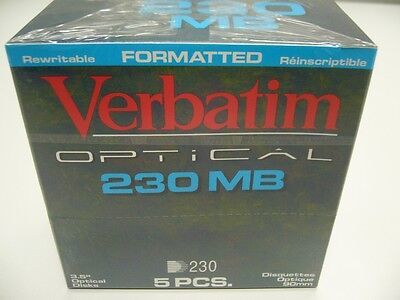 230
MB
Rewritable FORMATTED Réinscriptible
Verbatim
OPTICAL
230 MB
230
3.5" Optical Disks
5 PCS.
Disquettes Optique 90mm